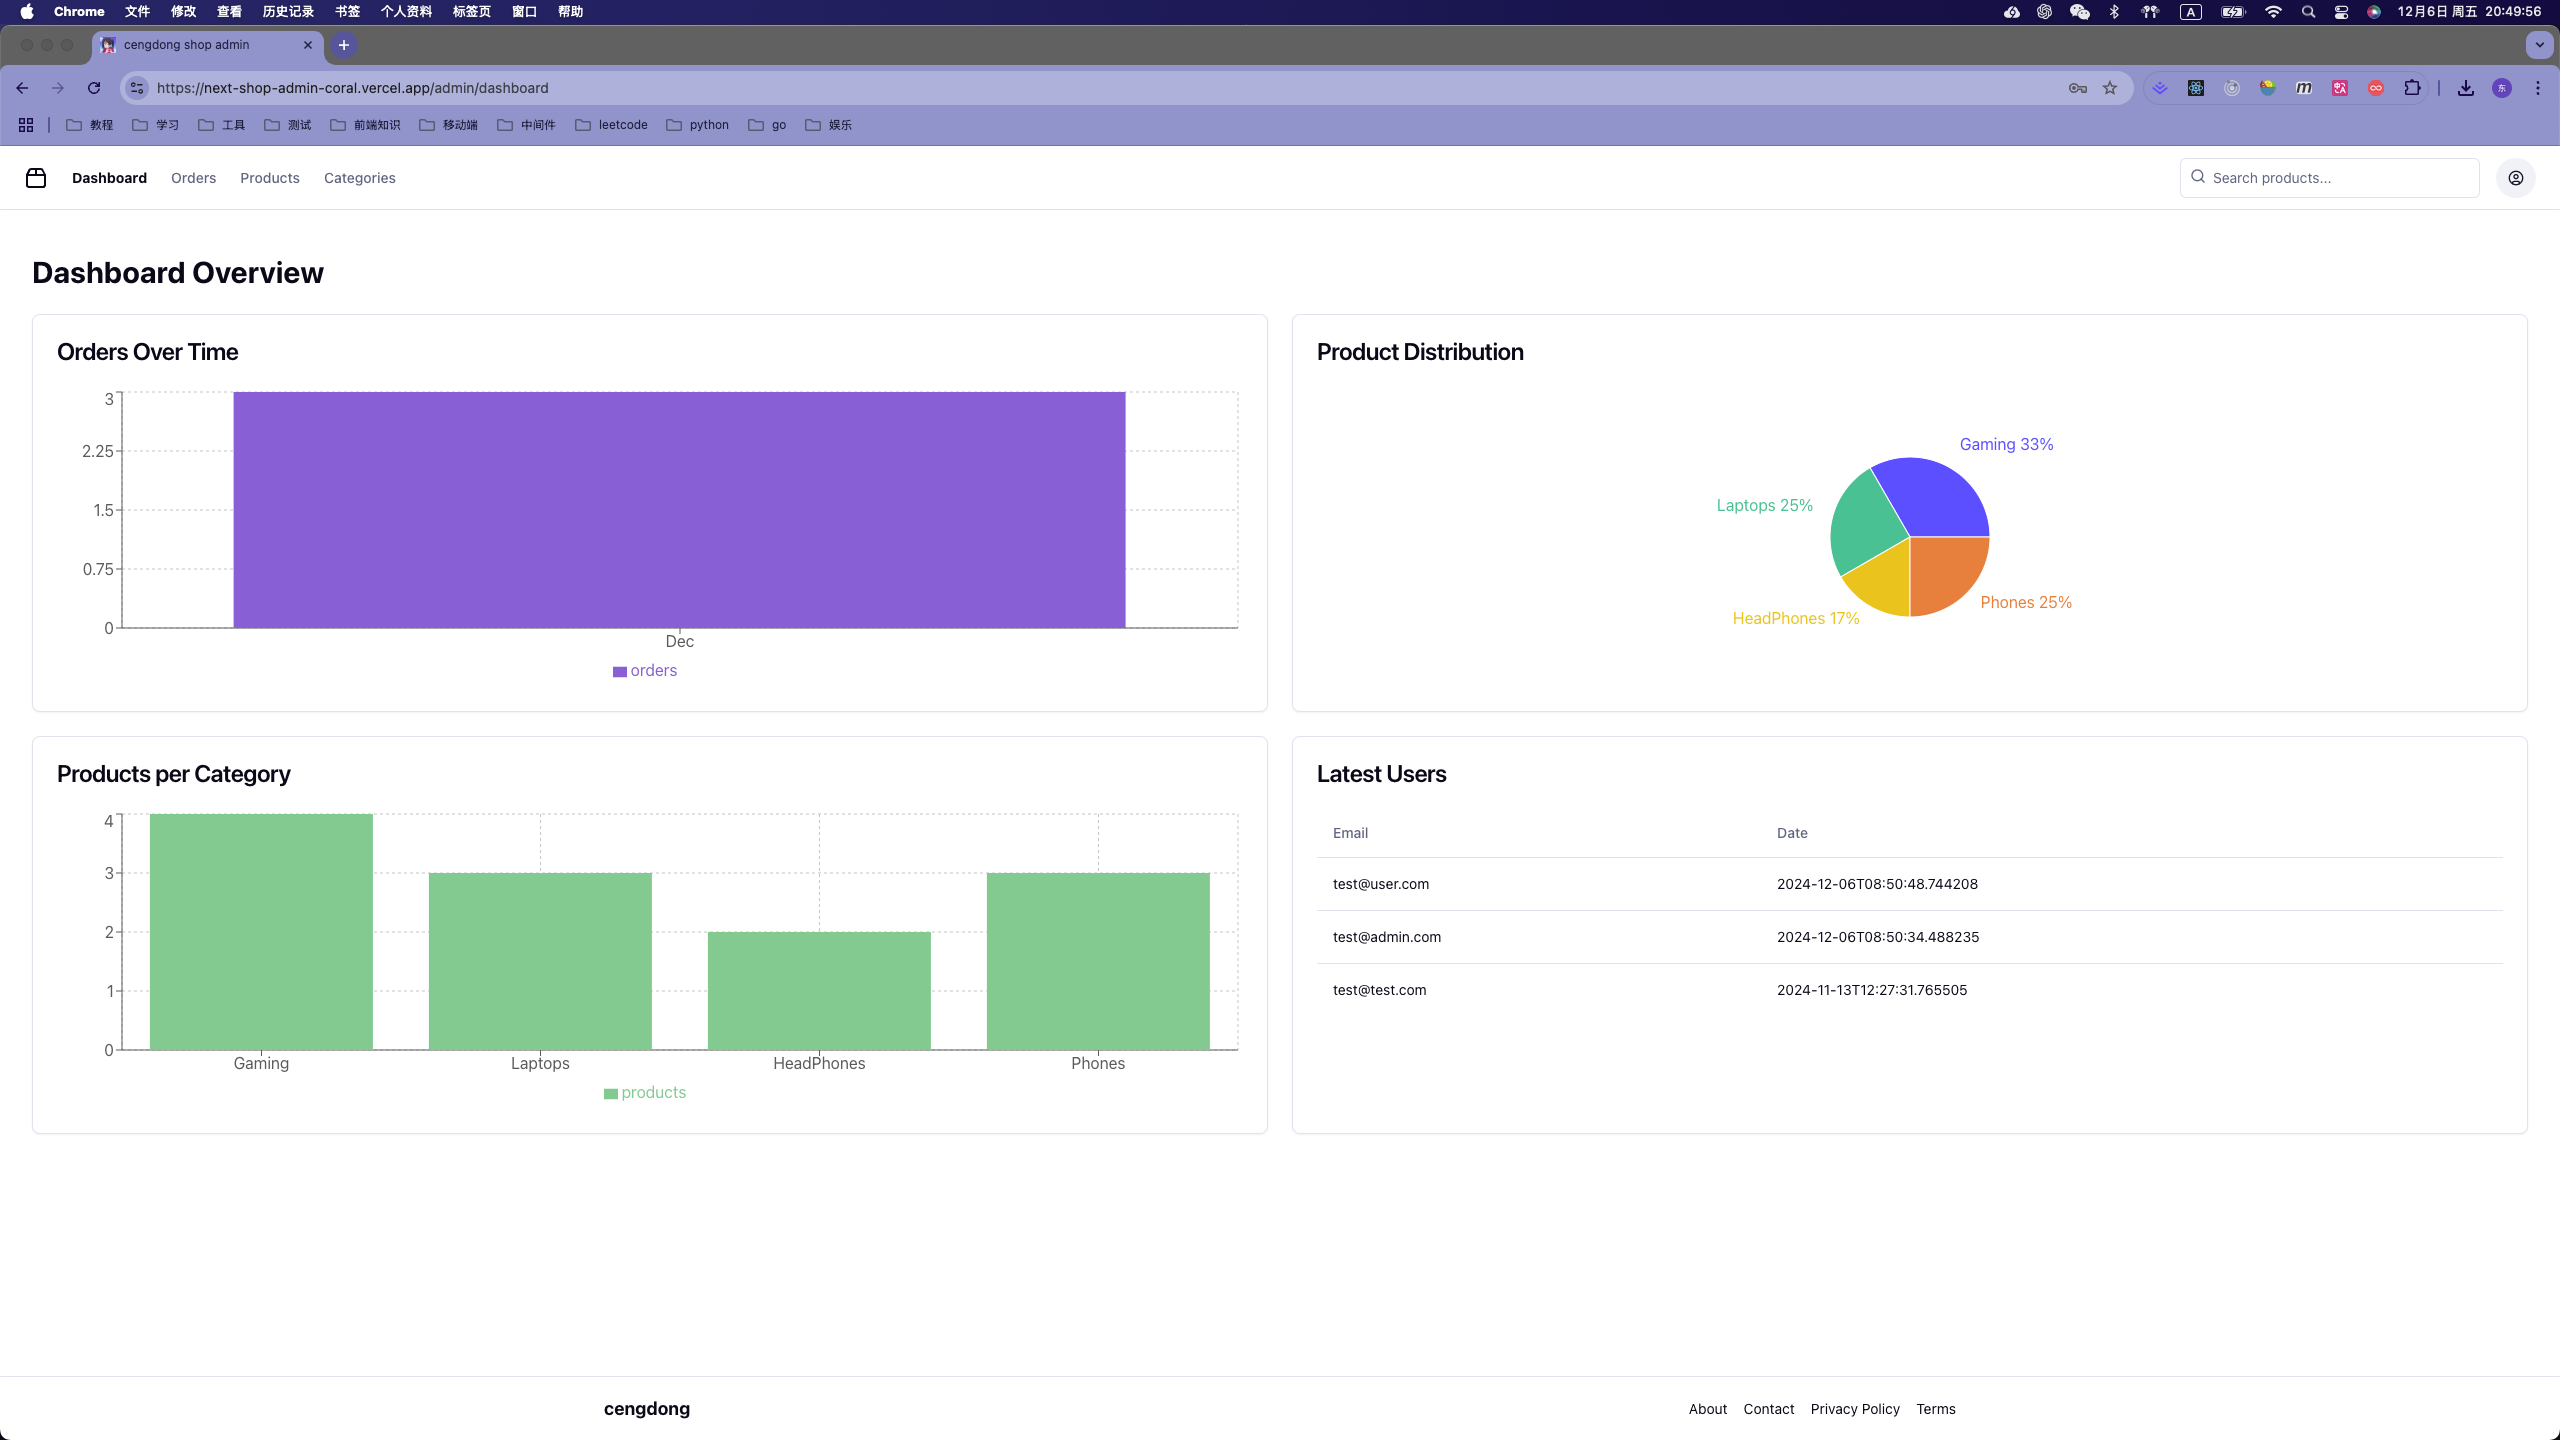 Chrome 文件 修改 查看 历史记录 书签 个人资料 标签页 窗口 帮助 A 12月6日 周五 20:49:56
cengdong shop admin
https://next-shop-admin-coral.vercel.app/admin/dashboard m 东
教程 学习 工具 测试 前端知识 移动端 中间件 leetcode python go 娱乐
Dashboard Orders Products Categories Search products...
Dashboard Overview
Orders Over Time
3
2.25
1.5
0.75
0
Dec
orders
Product Distribution
Gaming 33%
Laptops 25%
Phones 25%
HeadPhones 17%
Products per Category
4
3
2
1
0
Gaming Laptops HeadPhones Phones
products
Latest Users
Email Date
test@user.com 2024-12-06T08:50:48.744208
test@admin.com 2024-12-06T08:50:34.488235
test@test.com 2024-11-13T12:27:31.765505
cengdong About Contact Privacy Policy Terms